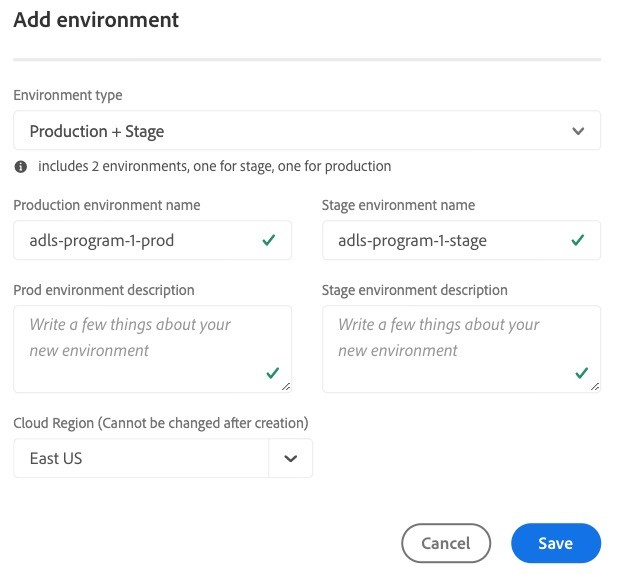 Add environment
Environment type
Production + Stage
includes 2 environments, one for stage, one for production
Production environment name
Stage environment name
adls-program-1-prod
adls-program-1-stage
Prod environment description
Stage environment description
Write a few things about your
new environment
Write a few things about your
new environment
Cloud Region (Cannot be changed after creation)
East US
Cancel
Save